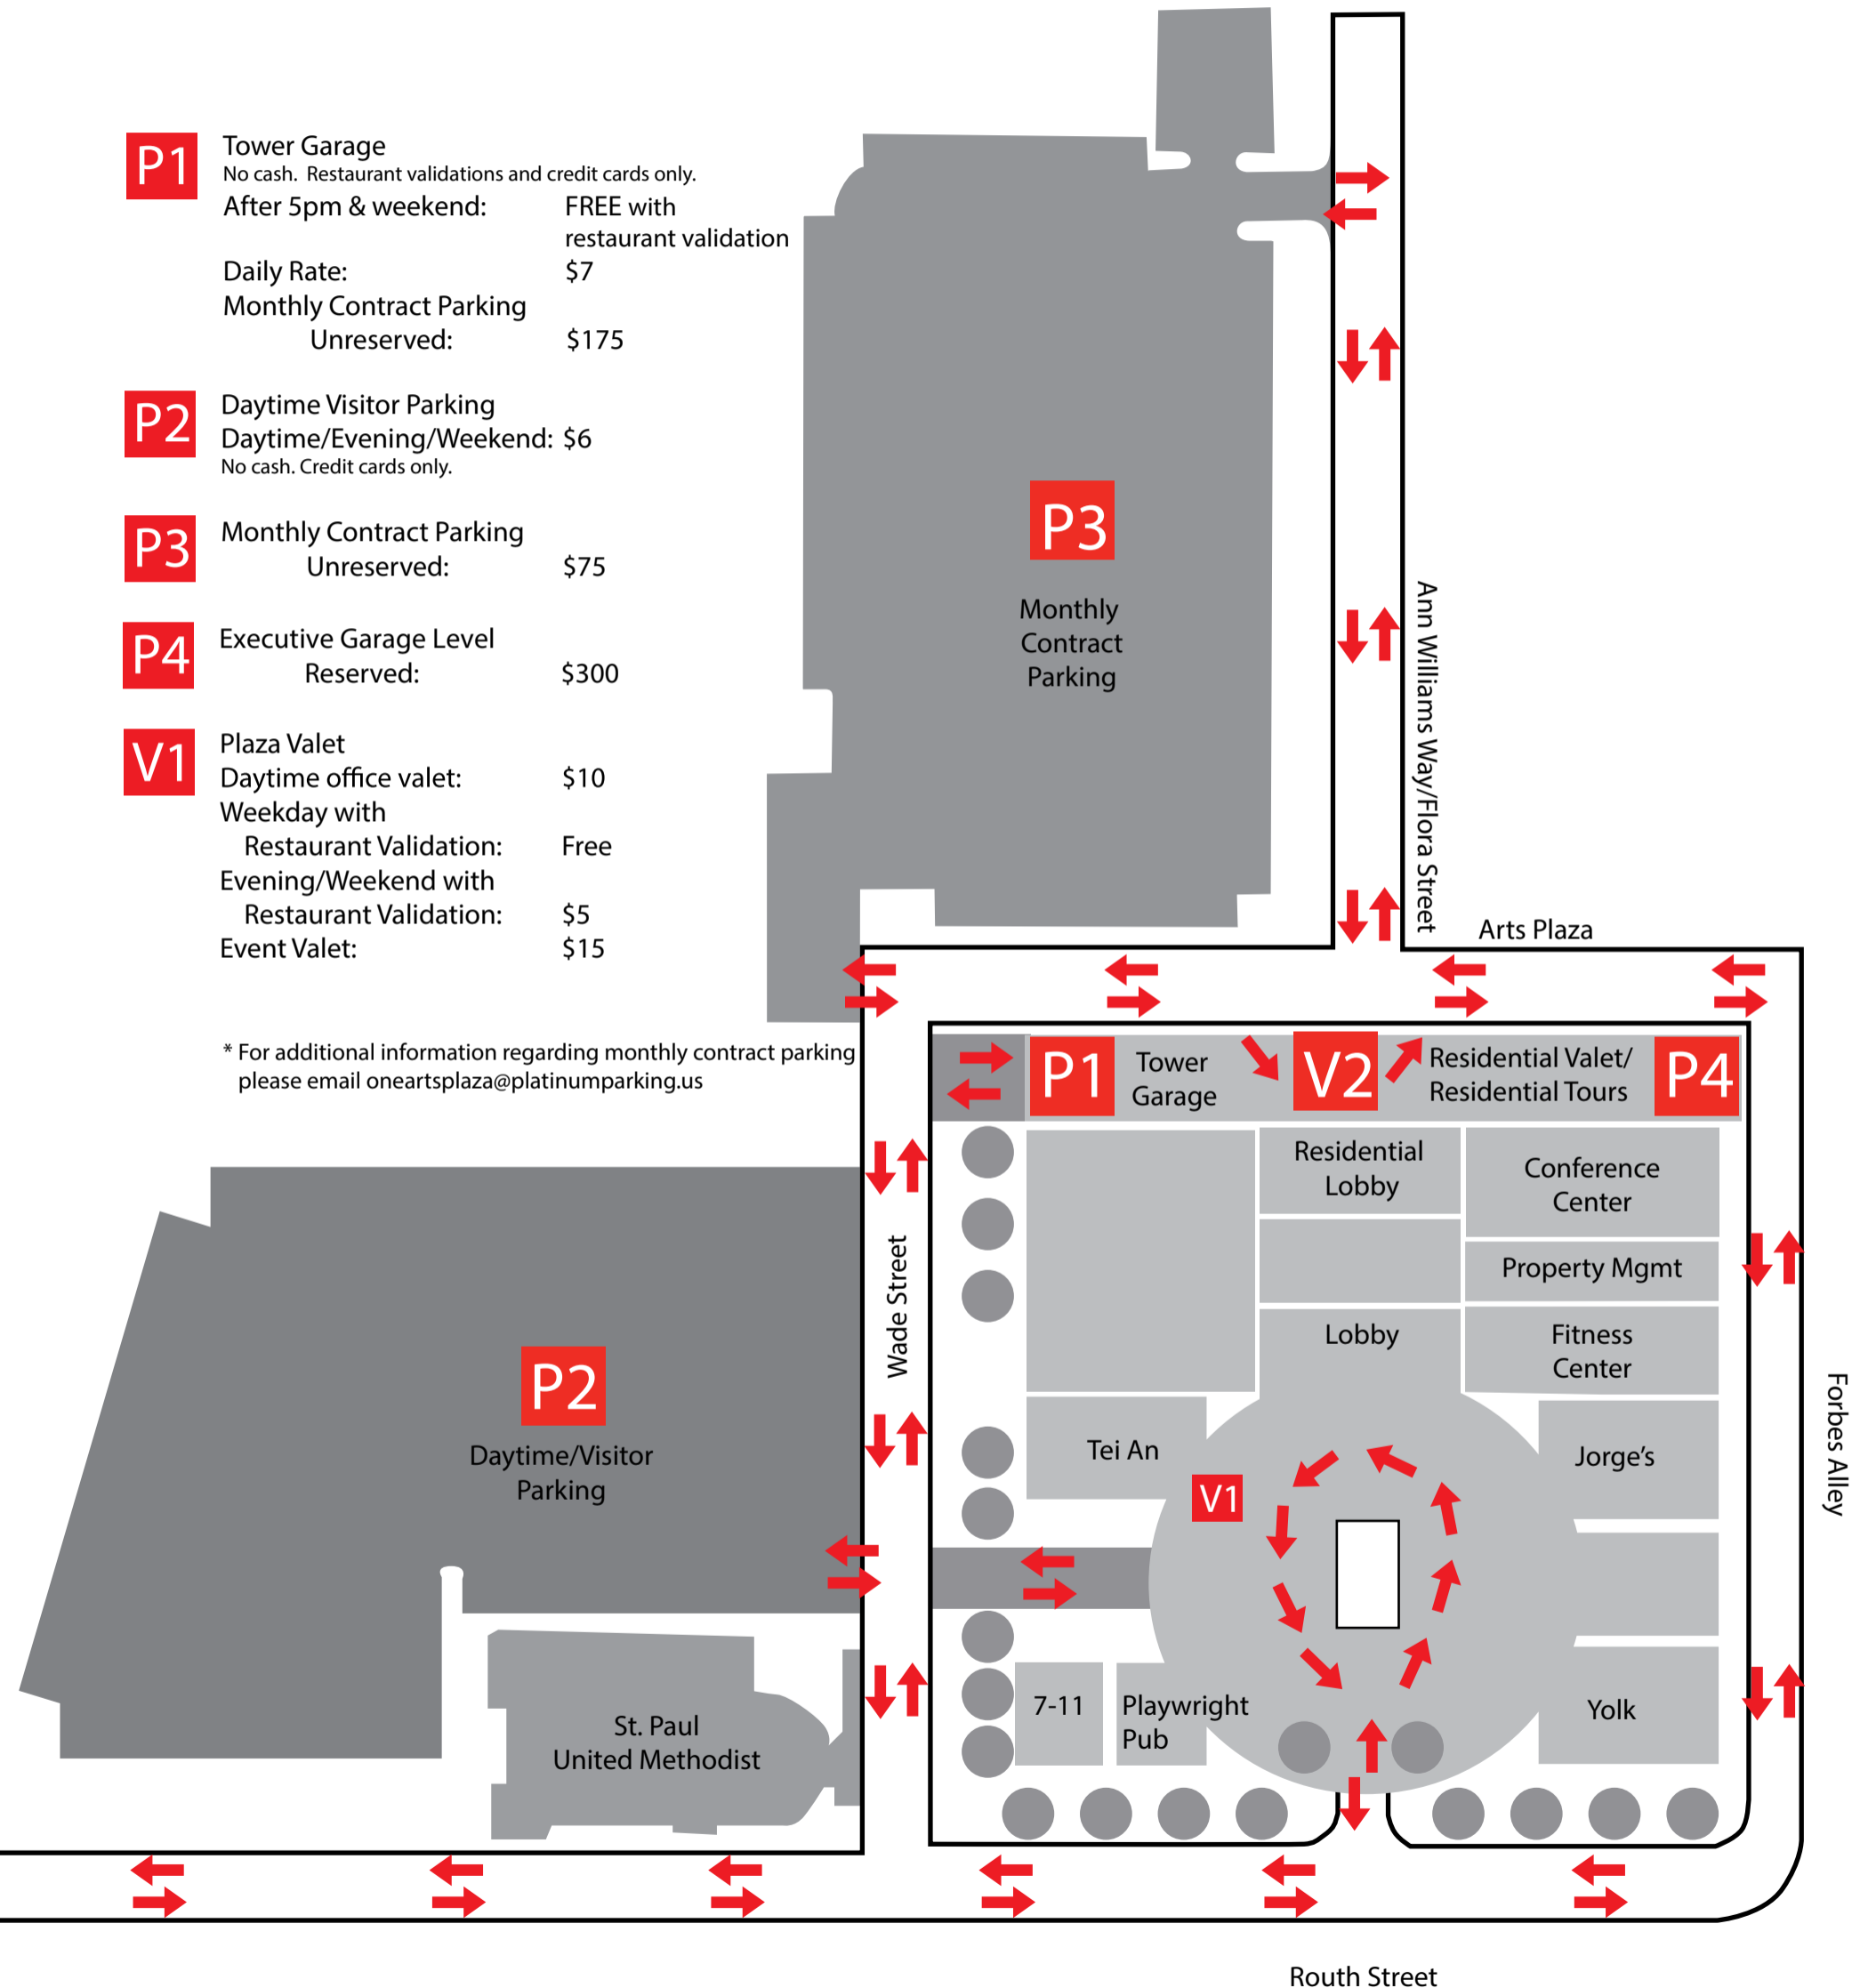 P1
Tower Garage
No cash.  Restaurant validations and credit cards only.
After 5pm & weekend: FREE with
restaurant validation
Daily Rate: $7
Monthly Contract Parking
Unreserved: $175
P2
Daytime Visitor Parking
Daytime/Evening/Weekend: $6
No cash. Credit cards only.
P3
Monthly Contract Parking
Unreserved: $75
P4
Executive Garage Level
Reserved: $300
V1
Plaza Valet
Daytime office valet: $10
Weekday with
Restaurant Validation: Free
Evening/Weekend with
Restaurant Validation: $5
Event Valet: $15
* For additional information regarding monthly contract parking
please email oneartsplaza@platinumparking.us
P3
Monthly
Contract
Parking
Ann Williams Way/Flora Street
Arts Plaza
P1
Tower
Garage
V2
Residential Valet/
Residential Tours
P4
Residential
Lobby
Conference
Center
Property Mgmt
Lobby
Fitness
Center
Wade Street
Forbes Alley
P2
Daytime/Visitor
Parking
Tei An
V1
Jorge’s
7-11
Playwright
Pub
Yolk
St. Paul
United Methodist
Routh Street